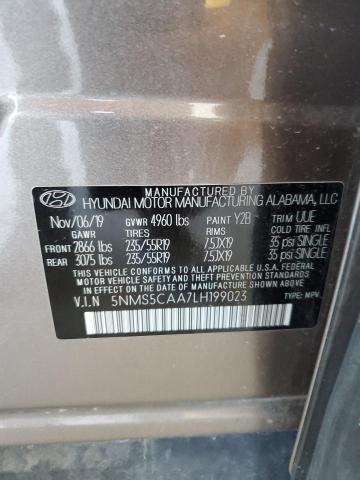 MANUFACTURED BY
HYUNDAI MOTOR MANUFACTURING ALABAMA, LLC
Nov/06/19 GVWR 4960 lbs PAINT Y2B TRIM UUE
GAWR TIRES RIMS COLD TIRE INFL.
FRONT 2866 lbs 235/55R19 7.5JX19 35 psi SINGLE
REAR 3075 lbs 235/55R19 7.5JX19 35 psi SINGLE
THIS VEHICLE CONFORMS TO ALL APPLICABLE FEDERAL
MOTOR VEHICLE SAFETY AND THEFT PREVENTION
STANDARDS IN EFFECT ON THE DATE OF MANUFACTURE
SHOWN ABOVE.
V.I.N 5NMS5CAA7LH199023 TYPE: MPV